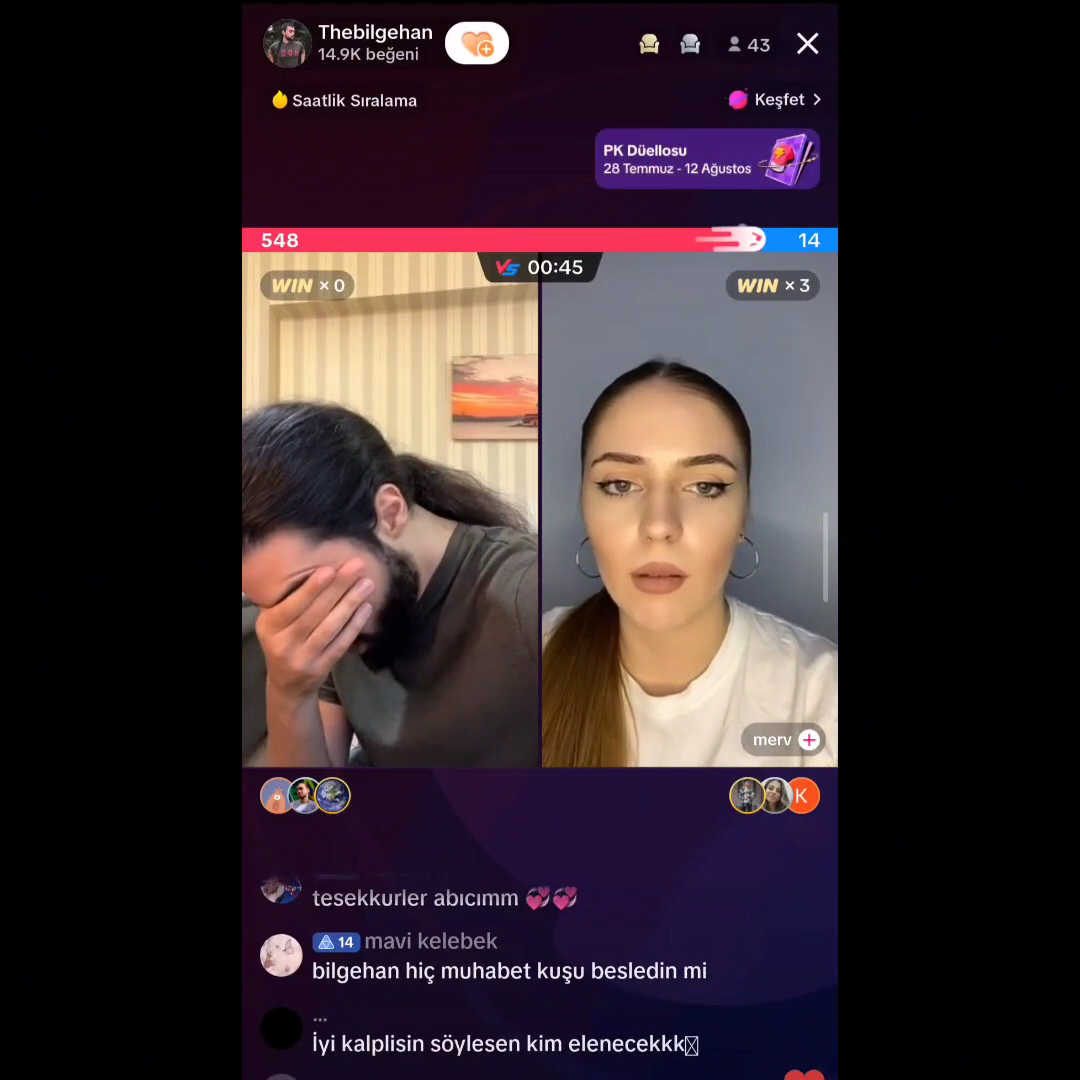 Thebilgehan
14.9K beğeni
43
Saatlik Sıralama
Keşfet
PK Düellosu
28 Temmuz - 12 Ağustos
548
14
VS 00:45
WIN × 0
WIN × 3
merv
K
tesekkurler abıcımm 💞💞
14 mavi kelebek
bilgehan hiç muhabet kuşu besledin mi
...
İyi kalplisin söylesen kim elenecekkk